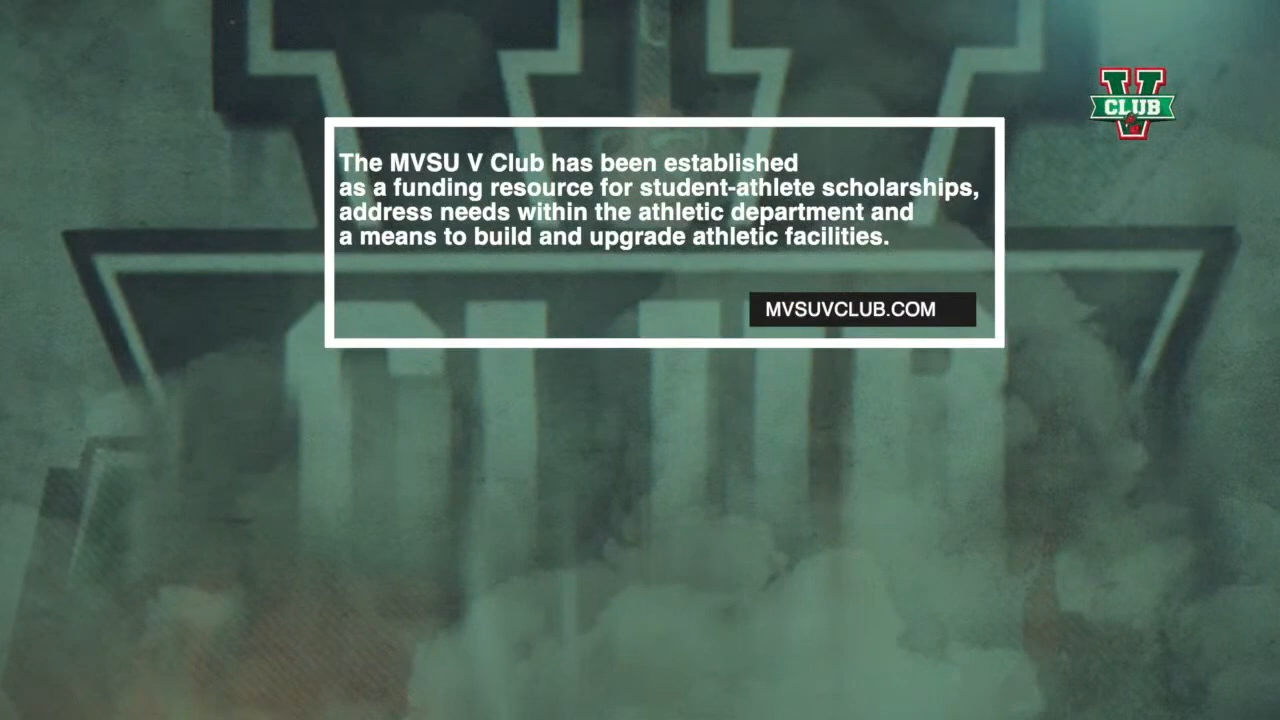 CLUB
The MVSU V Club has been established
as a funding resource for student-athlete scholarships,
address needs within the athletic department and
a means to build and upgrade athletic facilities.
MVSUVCLUB.COM
CLUB